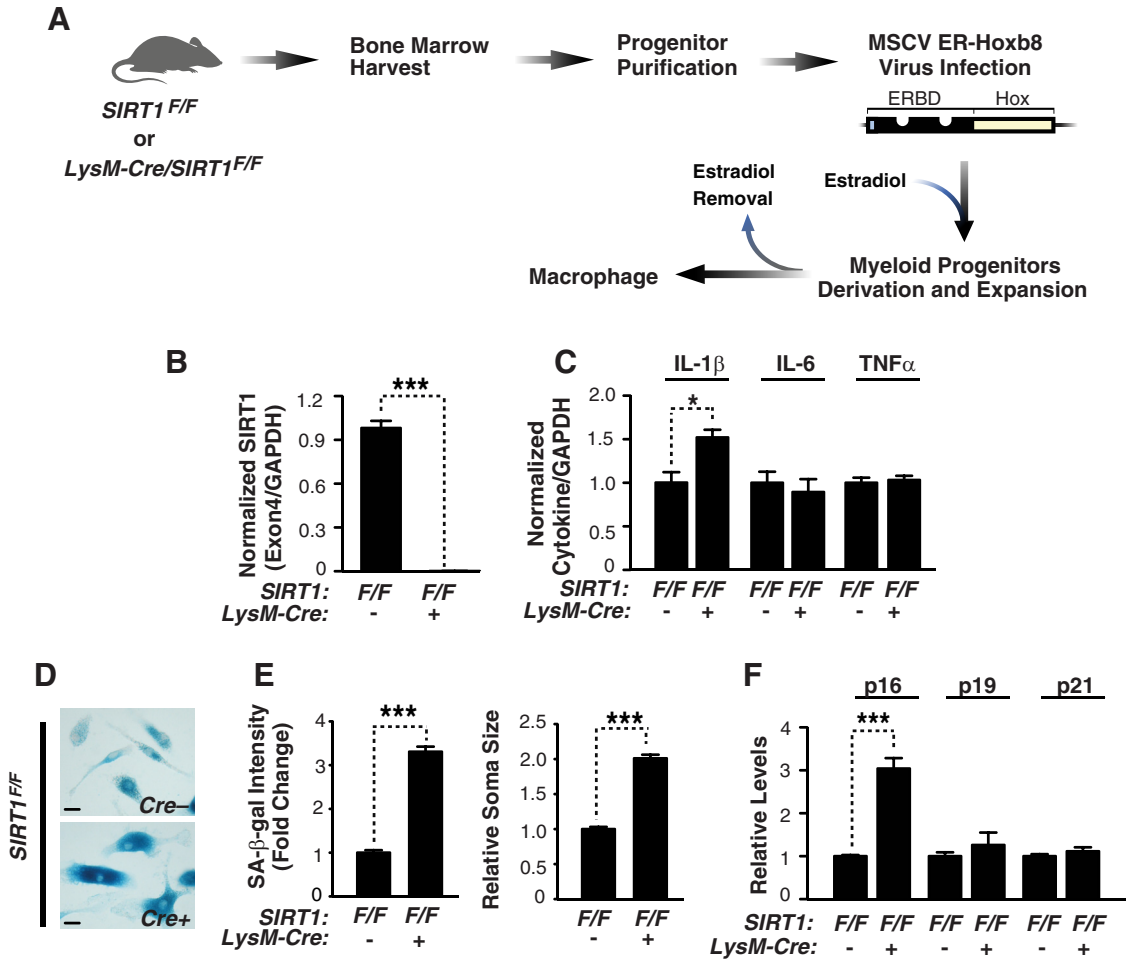 A
SIRT1 F/F
or
LysM-Cre/SIRT1F/F
Bone Marrow
Harvest
Progenitor
Purification
MSCV ER-Hoxb8
Virus Infection
ERBD Hox
Estradiol
Estradiol
Removal
Myeloid Progenitors
Derivation and Expansion
Macrophage
B
Normalized SIRT1
(Exon4/GAPDH)
1.2
0.9
0.6
0.3
0
***
SIRT1: F/F F/F
LysM-Cre: - +
C
IL-1β IL-6 TNFα
Normalized
Cytokine/GAPDH
2.0
1.5
1.0
0.5
0
*
SIRT1: F/F F/F F/F F/F F/F F/F
LysM-Cre: - + - + - +
D
SIRT1F/F
Cre–
Cre+
E
SA-β-gal Intensity
(Fold Change)
4
3
2
1
0
***
SIRT1: F/F F/F
LysM-Cre: - +
Relative Soma Size
2.5
2.0
1.5
1.0
0.5
0
***
F/F F/F
- +
F
p16 p19 p21
Relative Levels
4
3
2
1
0
***
SIRT1: F/F F/F F/F F/F F/F F/F
LysM-Cre: - + - + - +